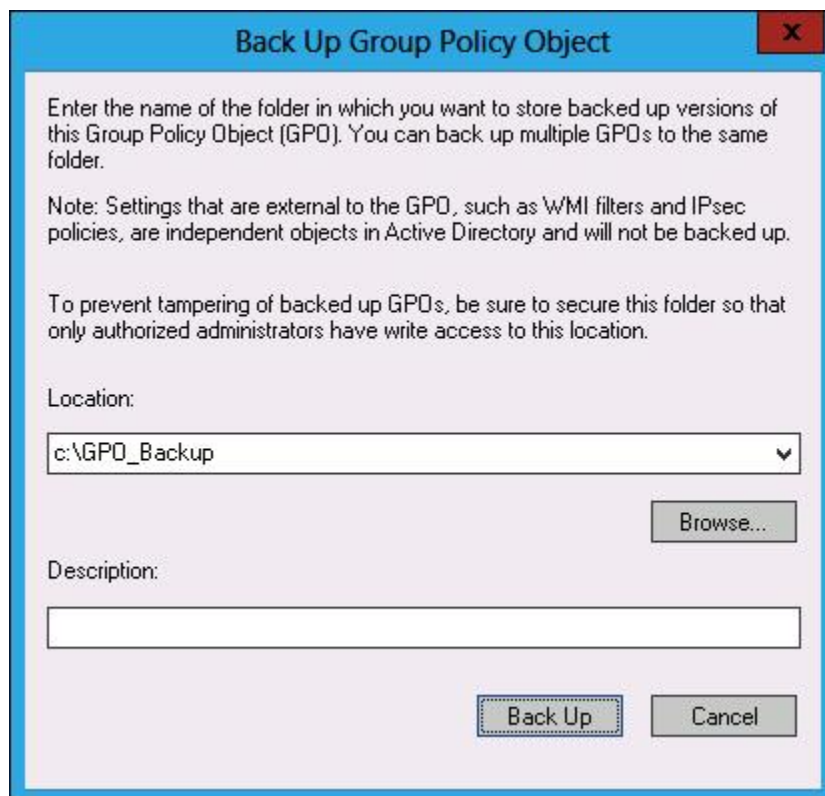 Back Up Group Policy Object
x
Enter the name of the folder in which you want to store backed up versions of
this Group Policy Object (GPO). You can back up multiple GPOs to the same
folder.
Note: Settings that are external to the GPO, such as WMI filters and IPsec
policies, are independent objects in Active Directory and will not be backed up.
To prevent tampering of backed up GPOs, be sure to secure this folder so that
only authorized administrators have write access to this location.
Location:
c:\GPO_Backup
Browse...
Description:
Back Up
Cancel